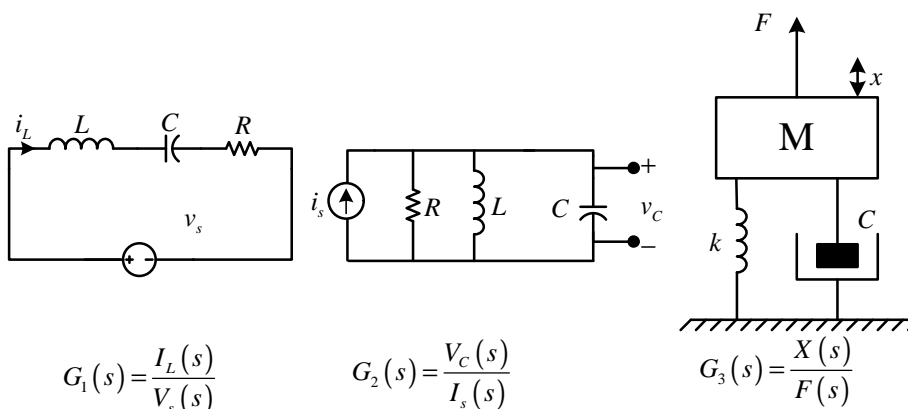 F
x
M
i_L L C R
v_s
+ -
i_s R L C v_C
+
−
k C
G_1(s) = I_L(s) / V_s(s)
G_2(s) = V_C(s) / I_s(s)
G_3(s) = X(s) / F(s)